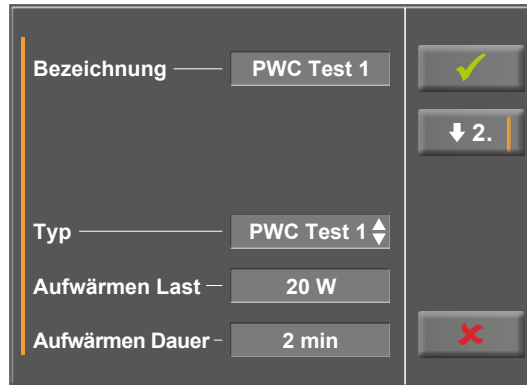 Bezeichnung PWC Test 1
2.
Typ PWC Test 1
Aufwärmen Last 20 W
Aufwärmen Dauer 2 min